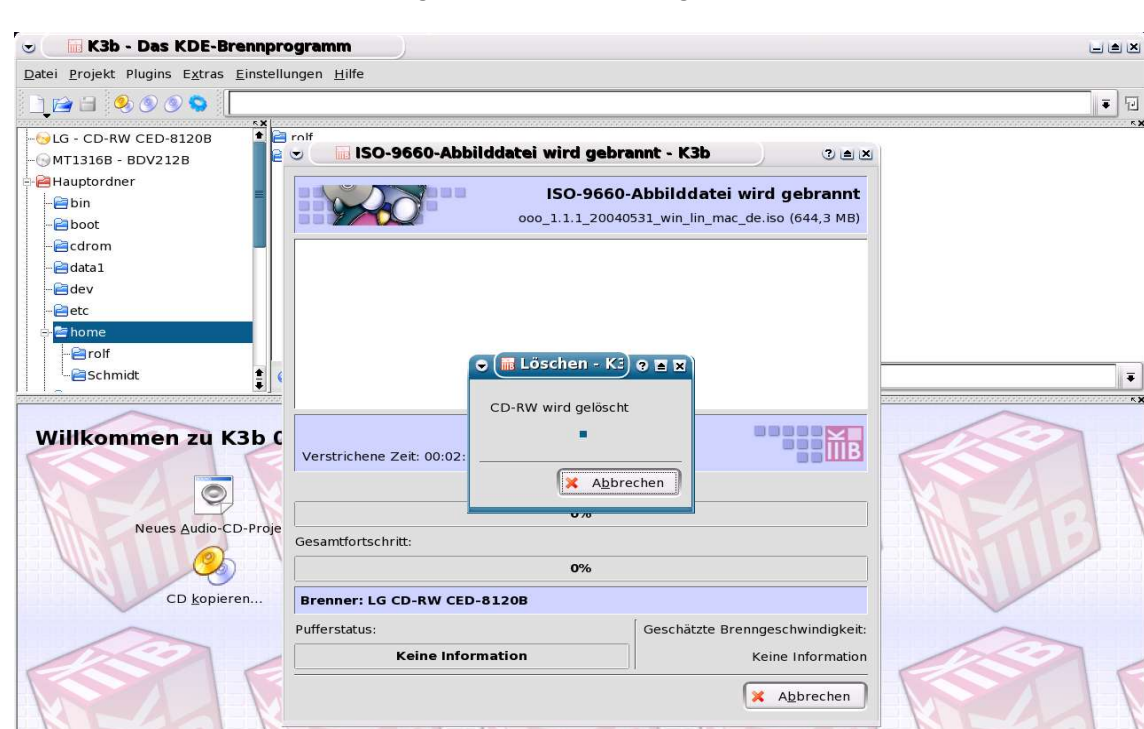 K3b - Das KDE-Brennprogramm
Datei Projekt Plugins Extras Einstellungen Hilfe
LG - CD-RW CED-8120B
MT1316B - BDV212B
Hauptordner
bin
boot
cdrom
data1
dev
etc
home
rolf
Schmidt
rolf
ISO-9660-Abbilddatei wird gebrannt - K3b
ISO-9660-Abbilddatei wird gebrannt
ooo_1.1.1_20040531_win_lin_mac_de.iso (644,3 MB)
Löschen - K3
CD-RW wird gelöscht
Abbrechen
Verstrichene Zeit: 00:02:
0%
Gesamtfortschritt:
0%
Brenner: LG CD-RW CED-8120B
Pufferstatus:
Geschätzte Brenngeschwindigkeit:
Keine Information
Keine Information
Abbrechen
Willkommen zu K3b
Neues Audio-CD-Proje
CD kopieren...